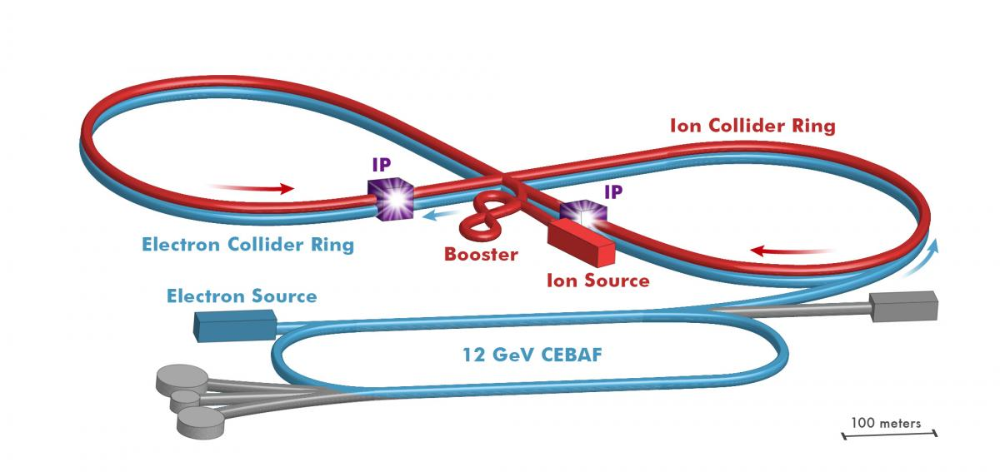 Ion Collider Ring
IP
IP
Electron Collider Ring
Booster
Ion Source
Electron Source
12 GeV CEBAF
100 meters